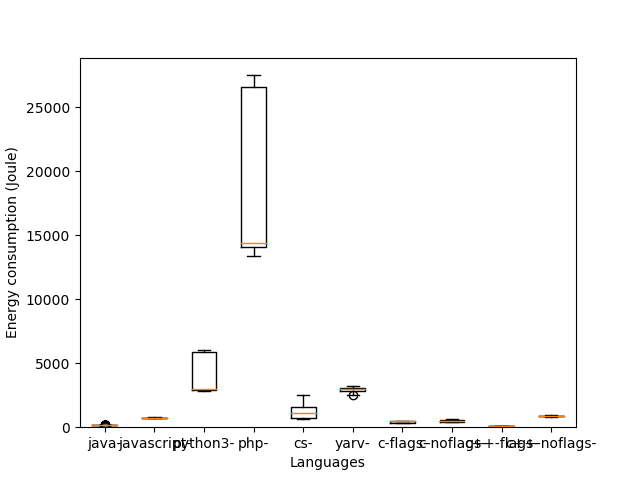 Energy consumption (Joule)
25000
20000
15000
10000
5000
0
java- javascript- python3- php- cs- yarv- c-flags- c-noflags- c++-flags- c++-noflags-
Languages